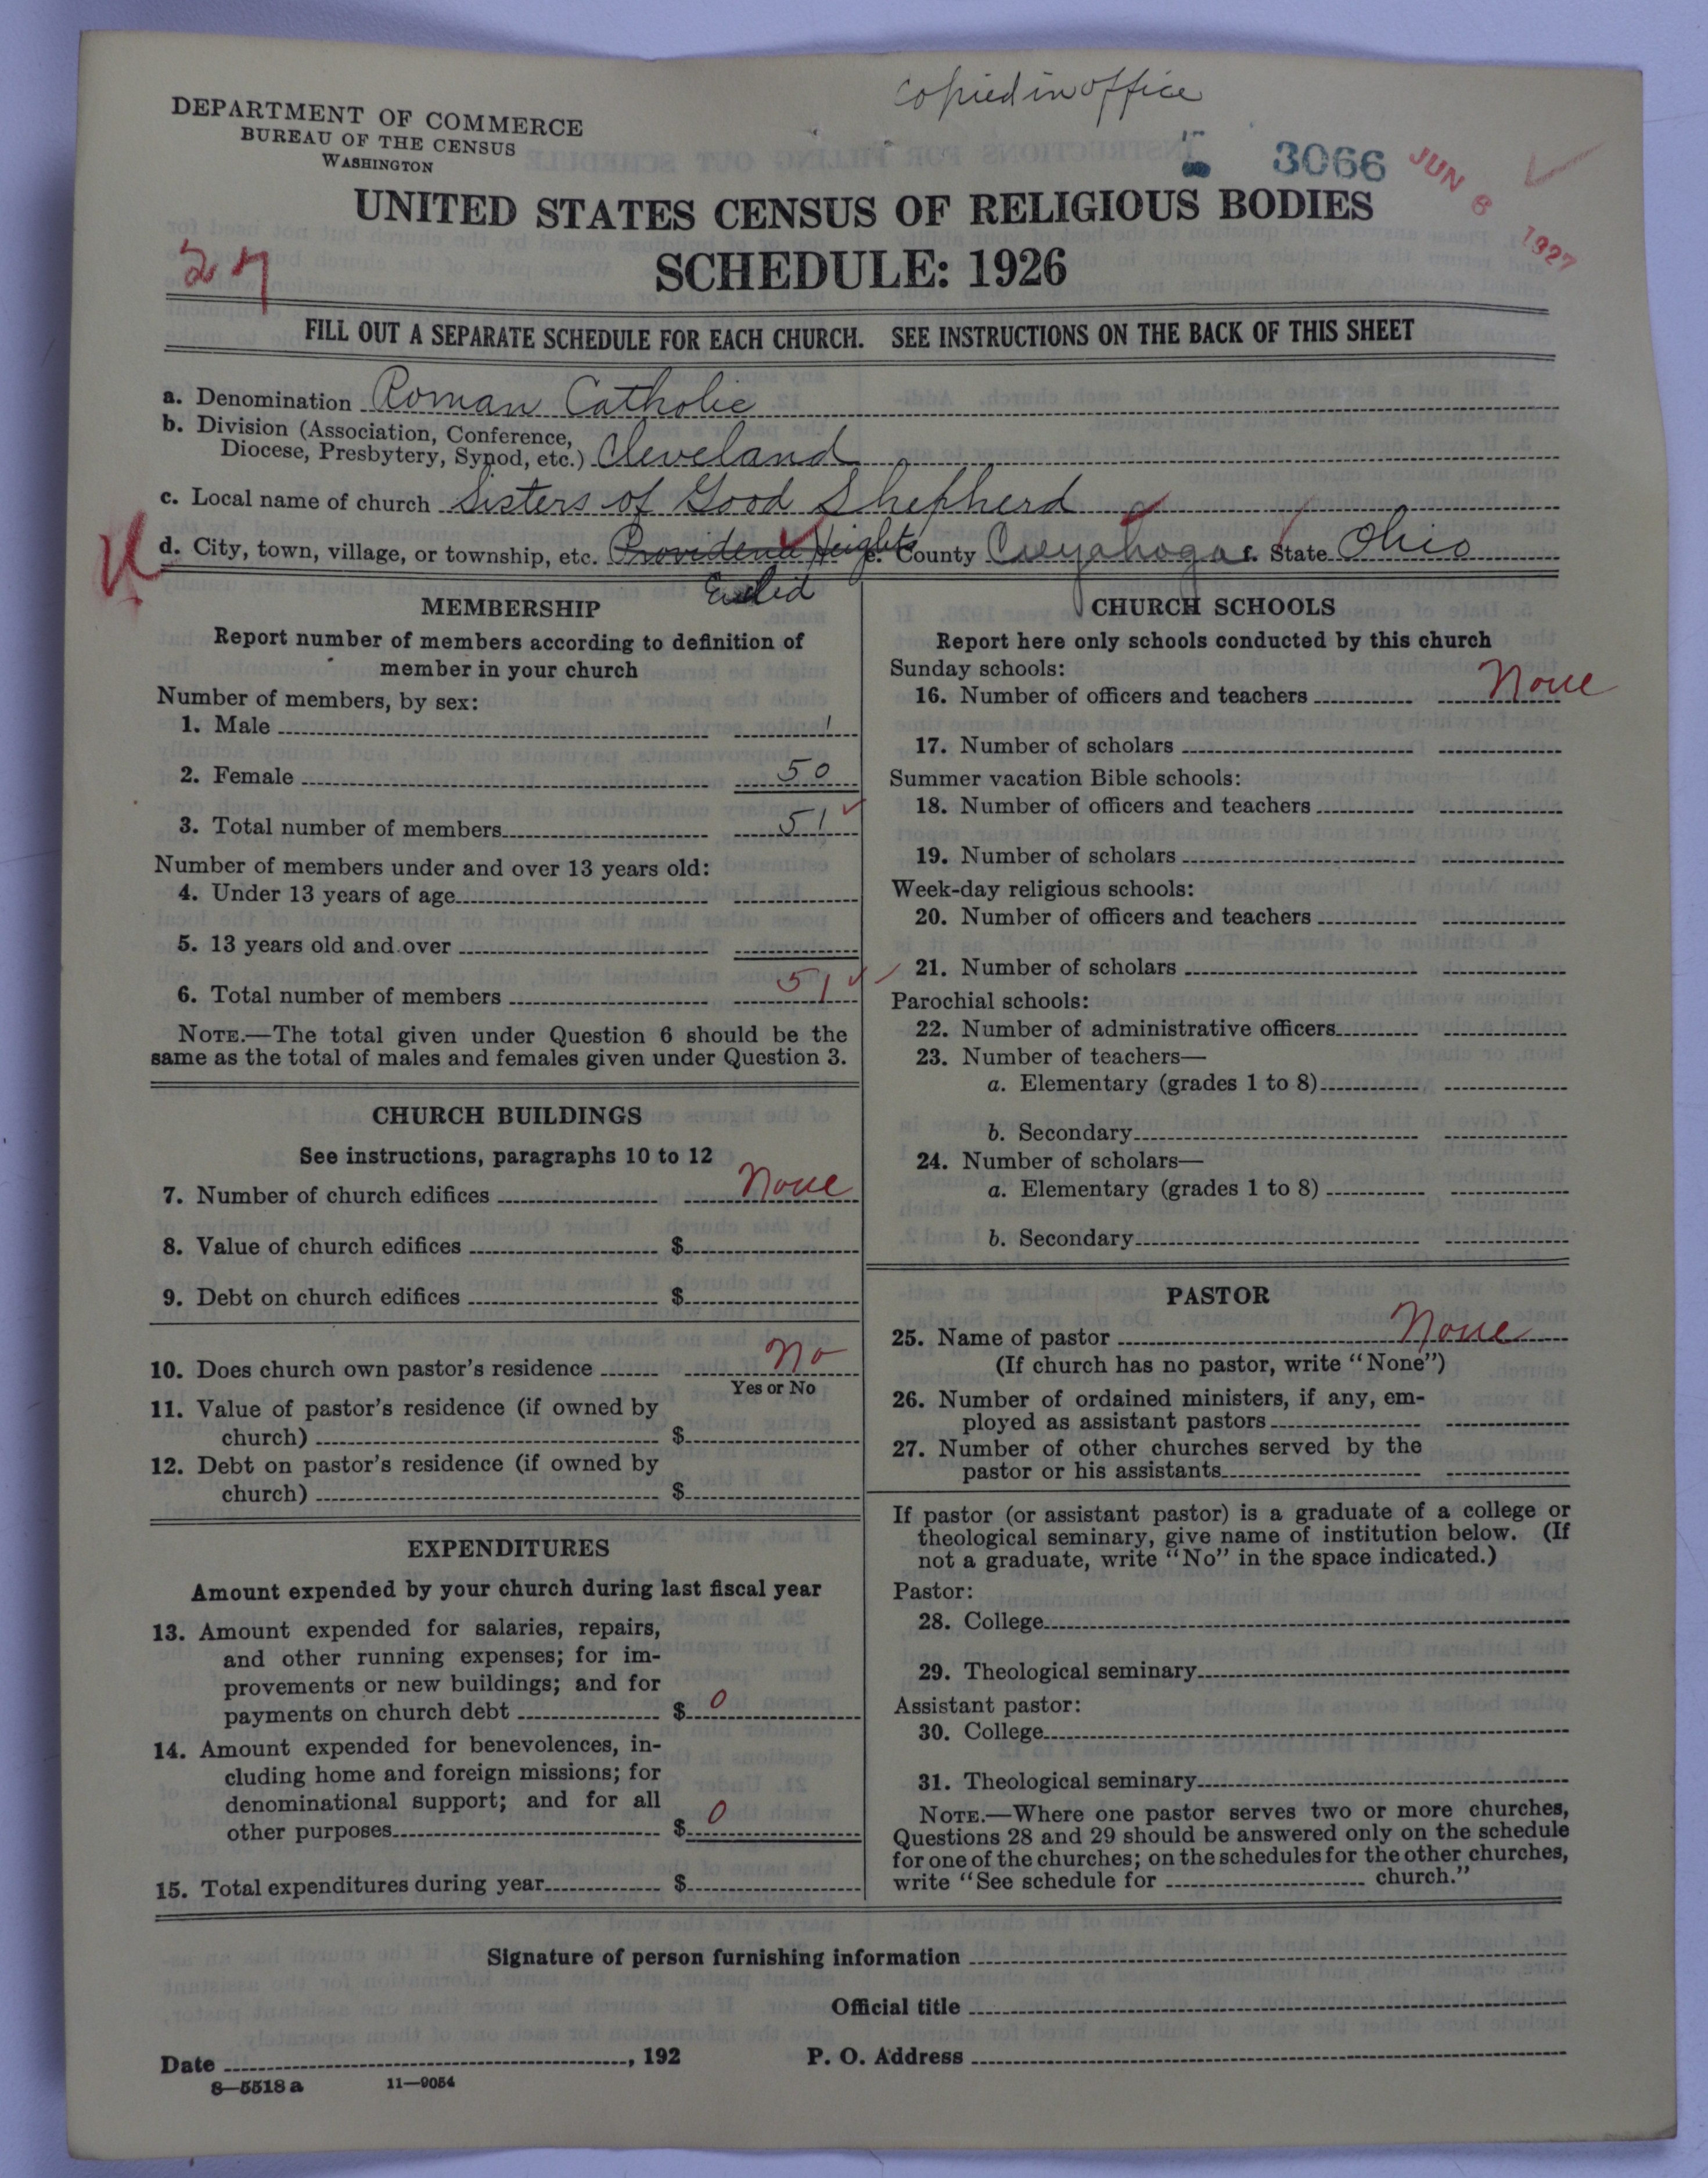 copied in office
DEPARTMENT OF COMMERCE
BUREAU OF THE CENSUS
WASHINGTON
3066
JUN 6 1927
UNITED STATES CENSUS OF RELIGIOUS BODIES
27
SCHEDULE: 1926
FILL OUT A SEPARATE SCHEDULE FOR EACH CHURCH. SEE INSTRUCTIONS ON THE BACK OF THIS SHEET
a. Denomination Roman Catholic
b. Division (Association, Conference,
Diocese, Presbytery, Synod, etc.) Cleveland
c. Local name of church Sisters of Good Shepherd
d. City, town, village, or township, etc. Providence Heights e. County Cuyahoga f. State Ohio
Euclid
MEMBERSHIP
Report number of members according to definition of
member in your church
Number of members, by sex:
1. Male 1
2. Female 50
3. Total number of members 51
Number of members under and over 13 years old:
4. Under 13 years of age
5. 13 years old and over
6. Total number of members 51
NOTE.—The total given under Question 6 should be the
same as the total of males and females given under Question 3.
CHURCH BUILDINGS
See instructions, paragraphs 10 to 12
7. Number of church edifices None
8. Value of church edifices $
9. Debt on church edifices $
10. Does church own pastor's residence No
Yes or No
11. Value of pastor's residence (if owned by
church) $
12. Debt on pastor's residence (if owned by
church) $
EXPENDITURES
Amount expended by your church during last fiscal year
13. Amount expended for salaries, repairs,
and other running expenses; for im-
provements or new buildings; and for
payments on church debt $ 0
14. Amount expended for benevolences, in-
cluding home and foreign missions; for
denominational support; and for all
other purposes $ 0
15. Total expenditures during year $
CHURCH SCHOOLS
Report here only schools conducted by this church
Sunday schools:
16. Number of officers and teachers None
17. Number of scholars
Summer vacation Bible schools:
18. Number of officers and teachers
19. Number of scholars
Week-day religious schools:
20. Number of officers and teachers
21. Number of scholars
Parochial schools:
22. Number of administrative officers
23. Number of teachers—
a. Elementary (grades 1 to 8)
b. Secondary
24. Number of scholars—
a. Elementary (grades 1 to 8)
b. Secondary
PASTOR
25. Name of pastor None
(If church has no pastor, write "None")
26. Number of ordained ministers, if any, em-
ployed as assistant pastors
27. Number of other churches served by the
pastor or his assistants
If pastor (or assistant pastor) is a graduate of a college or
theological seminary, give name of institution below. (If
not a graduate, write "No" in the space indicated.)
Pastor:
28. College
29. Theological seminary
Assistant pastor:
30. College
31. Theological seminary
NOTE.—Where one pastor serves two or more churches,
Questions 28 and 29 should be answered only on the schedule
for one of the churches; on the schedules for the other churches,
write "See schedule for church."
Signature of person furnishing information
Official title
Date , 192 P. O. Address
8—5518 a 11—9054